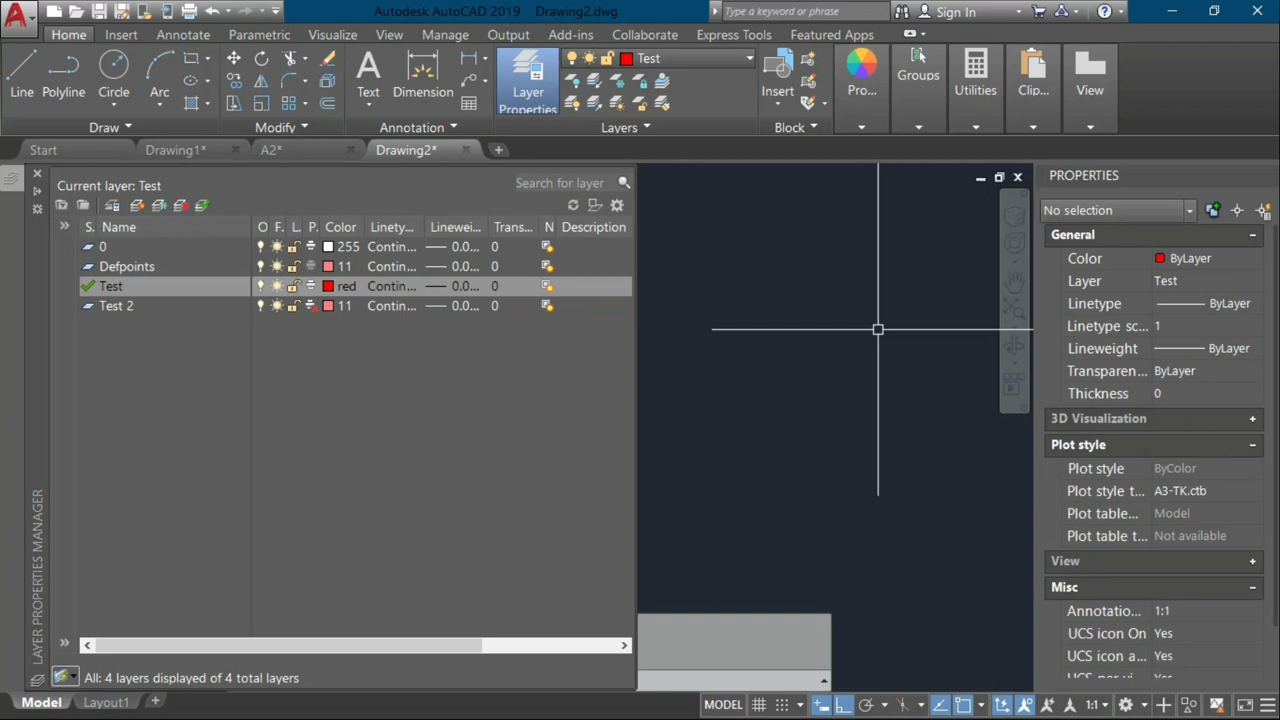 Autodesk AutoCAD 2019 Drawing2.dwg
Type a keyword or phrase
Sign In
Home Insert Annotate Parametric Visualize View Manage Output Add-ins Collaborate Express Tools Featured Apps
Test
Line Polyline Circle Arc
Text Dimension
Layer
Properties
Insert
Pro...
Groups
Utilities
Clip...
View
Draw Modify Annotation Layers Block
Start Drawing1* A2* Drawing2*
Current layer: Test
Search for layer
S. Name O F. L. P. Color Linety... Linewei... Trans... N Description
0 255 Contin... 0.0... 0
Defpoints 11 Contin... 0.0... 0
Test red Contin... 0.0... 0
Test 2 11 Contin... 0.0... 0
LAYER PROPERTIES MANAGER
All: 4 layers displayed of 4 total layers
PROPERTIES
No selection
General
Color ByLayer
Layer Test
Linetype ByLayer
Linetype sc... 1
Lineweight ByLayer
Transparen... ByLayer
Thickness 0
3D Visualization
Plot style
Plot style ByColor
Plot style t... A3-TK.ctb
Plot table... Model
Plot table t... Not available
View
Misc
Annotatio... 1:1
UCS icon On Yes
UCS icon a... Yes
Model Layout1
MODEL
1:1